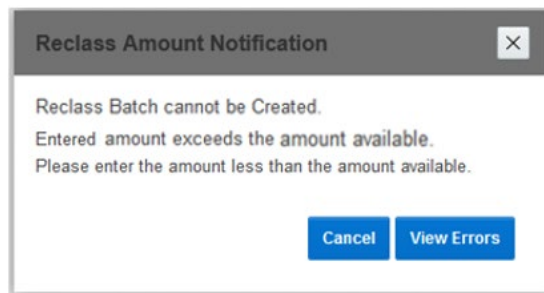 Reclass Amount Notification
Reclass Batch cannot be Created.
Entered amount exceeds the amount available.
Please enter the amount less than the amount available.
Cancel View Errors